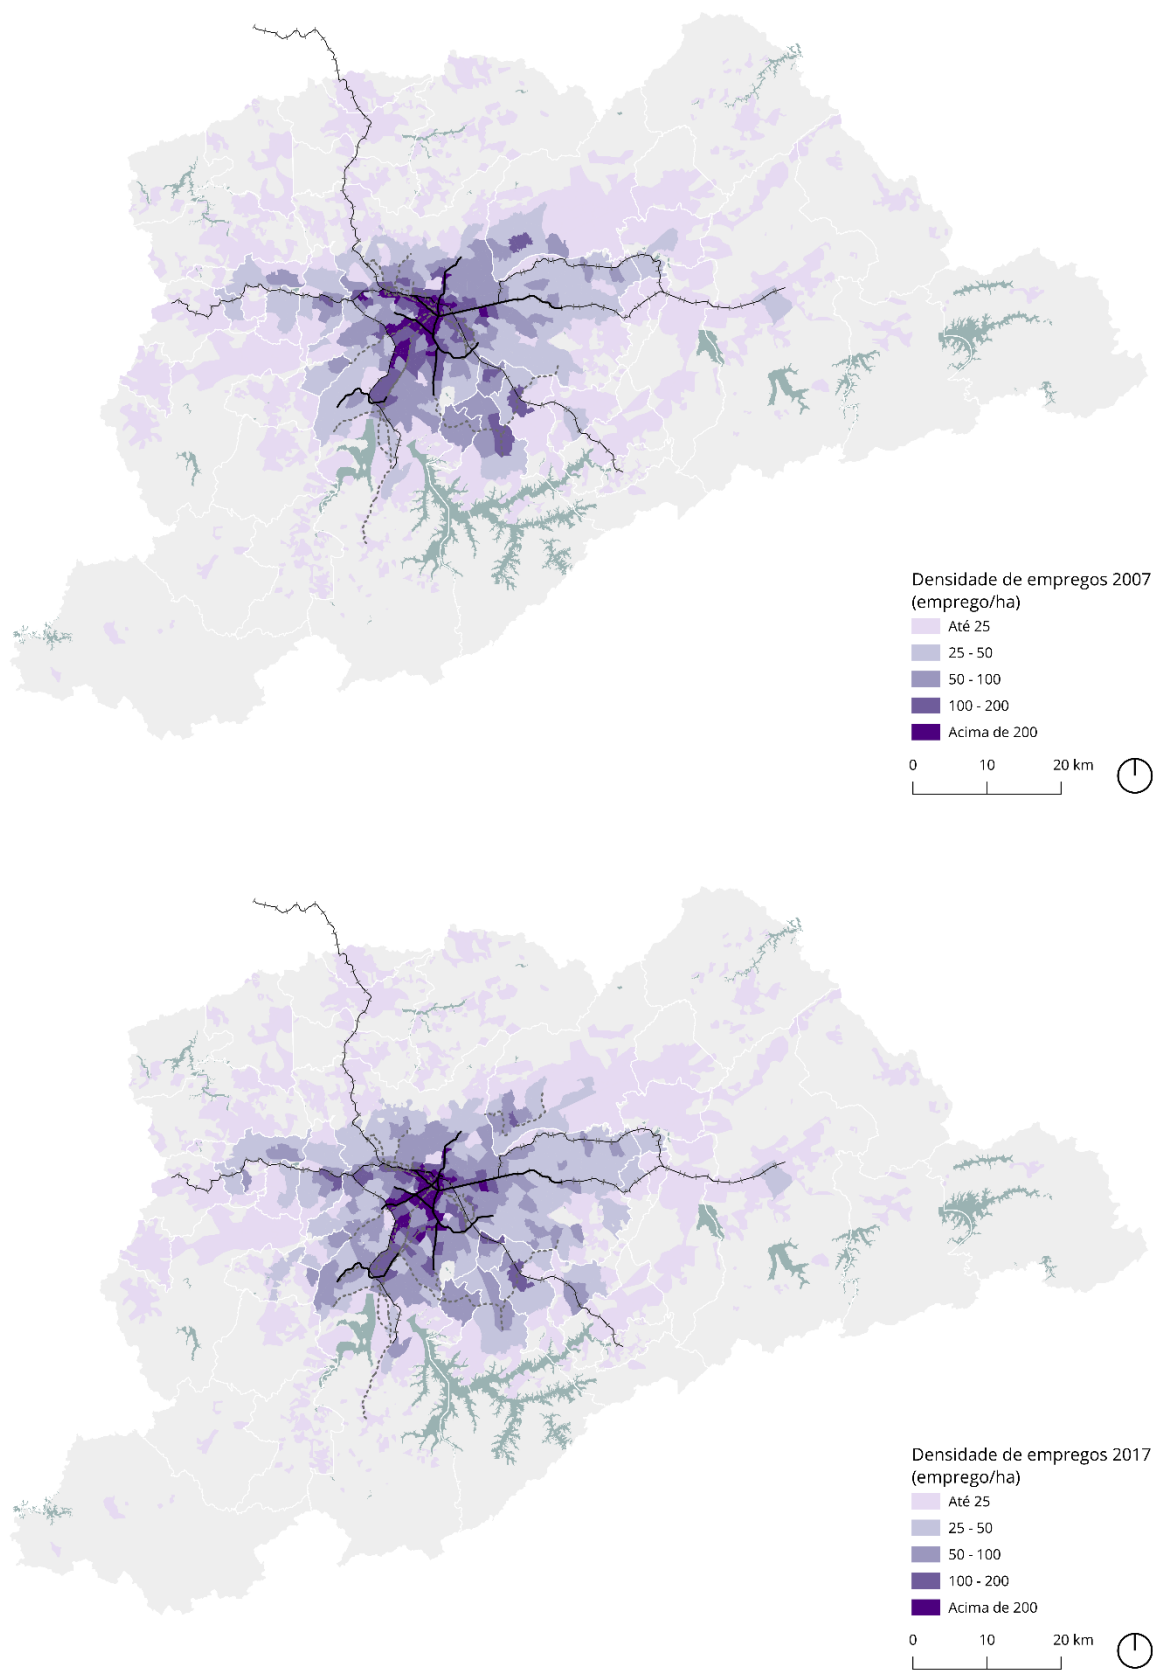 Densidade de empregos 2007
(emprego/ha)
Até 25
25 - 50
50 - 100
100 - 200
Acima de 200
0 10 20 km
Densidade de empregos 2017
(emprego/ha)
Até 25
25 - 50
50 - 100
100 - 200
Acima de 200
0 10 20 km